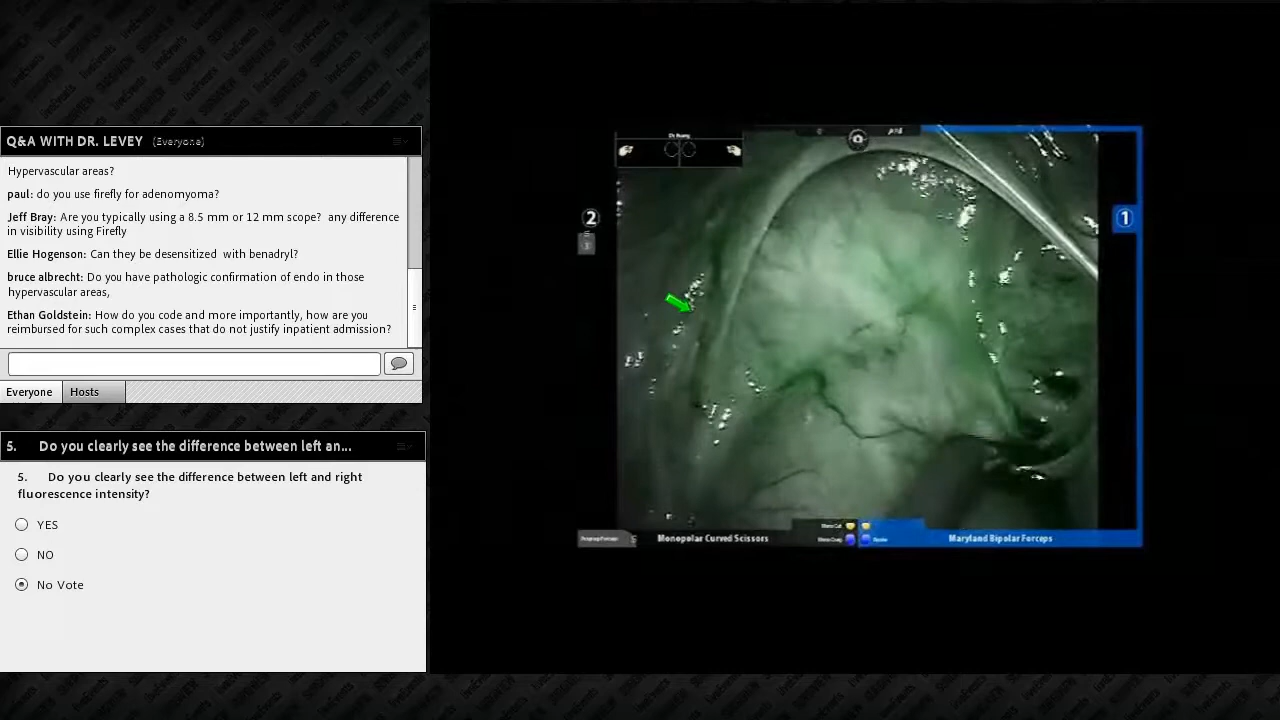 Q&A WITH DR. LEVEY (Everyone)
Hypervascular areas?
paul: do you use firefly for adenomyoma?
Jeff Bray: Are you typically using a 8.5 mm or 12 mm scope? any difference
in visibility using Firefly
Ellie Hogenson: Can they be desensitized with benadryl?
bruce albrecht: Do you have pathologic confirmation of endo in those
hypervascular areas,
Ethan Goldstein: How do you code and more importantly, how are you
reimbursed for such complex cases that do not justify inpatient admission?
Everyone Hosts
5. Do you clearly see the difference between left an...
5. Do you clearly see the difference between left and right
fluorescence intensity?
YES
NO
No Vote
2
1
Monopolar Curved Scissors
Maryland Bipolar Forceps